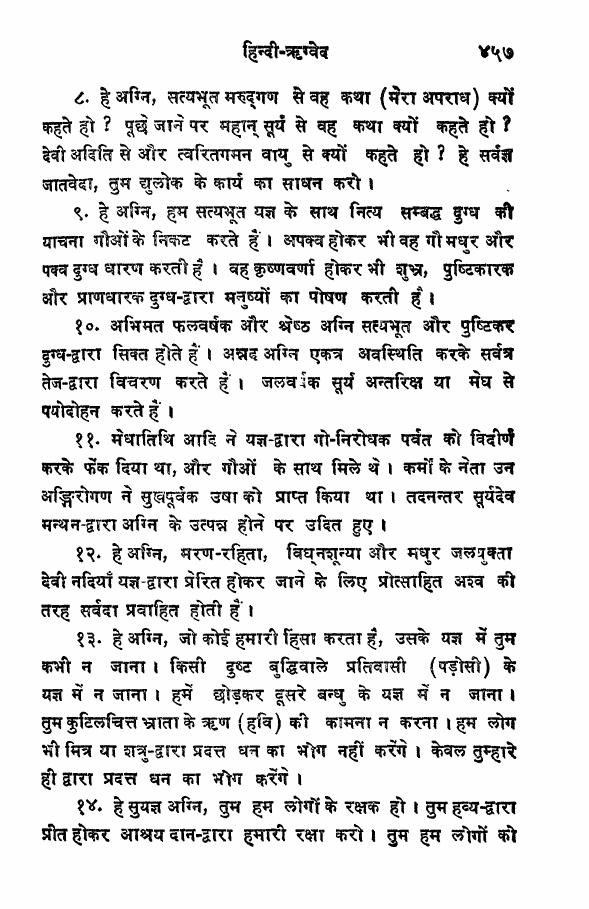 हिन्दी-ऋग्वेद ४५७
८. हे अग्नि, सत्यभूत मरुद्गण से वह कथा (मेरा अपराध) क्यों
कहते हो ? पूछे जाने पर महान् सूर्य से वह कथा क्यों कहते हो ?
देवी अदिति से और त्वरितगमन वायु से क्यों कहते हो ? हे सर्वज्ञ
जातवेदा, तुम द्युलोक के कार्य का साधन करो ।
९. हे अग्नि, हम सत्यभूत यज्ञ के साथ नित्य सम्बद्ध दुग्ध की
याचना गौओं के निकट करते हैं । अपक्व होकर भी वह गौ मधुर और
पक्व दुग्ध धारण करती है । वह कृष्णवर्णा होकर भी शुभ्र, पुष्टिकारक
और प्राणधारक दुग्ध-द्वारा मनुष्यों का पोषण करती है ।
१०. अभिमत फलवर्षक और श्रेष्ठ अग्नि सत्यभूत और पुष्टिकर
दुग्ध-द्वारा सिक्त होते हैं । अन्नद अग्नि एकत्र अवस्थिति करके सर्वत्र
तेज-द्वारा विचरण करते हैं । जलवर्षक सूर्य अन्तरिक्ष या मेघ से
पयोदोहन करते हैं ।
११. मेधातिथि आदि ने यज्ञ-द्वारा गो-निरोधक पर्वत को विदीर्ण
करके फेंक दिया था, और गौओं के साथ मिले थे । कर्मों के नेता उन
अङ्गिरोगण ने सुखपूर्वक उषा को प्राप्त किया था । तदनन्तर सूर्यदेव
मन्थन-द्वारा अग्नि के उत्पन्न होने पर उदित हुए ।
१२. हे अग्नि, मरण-रहिता, विघ्नशून्या और मधुर जलयुक्ता
देवी नदियाँ यज्ञ-द्वारा प्रेरित होकर जाने के लिए प्रोत्साहित अश्व की
तरह सर्वदा प्रवाहित होती हैं ।
१३. हे अग्नि, जो कोई हमारी हिंसा करता है, उसके यज्ञ में तुम
कभी न जाना । किसी दुष्ट बुद्धिवाले प्रतिवासी (पड़ोसी) के
यज्ञ में न जाना । हमें छोड़कर दूसरे बन्धु के यज्ञ में न जाना ।
तुम कुटिलचित्त भ्राता के ऋण (हवि) की कामना न करना । हम लोग
भी मित्र या शत्रु-द्वारा प्रदत्त धन का भोग नहीं करेंगे । केवल तुम्हारे
ही द्वारा प्रदत्त धन का भोग करेंगे ।
१४. हे सुयज्ञ अग्नि, तुम हम लोगों के रक्षक हो । तुम हव्य-द्वारा
प्रीत होकर आश्रय दान-द्वारा हमारी रक्षा करो । तुम हम लोगों को